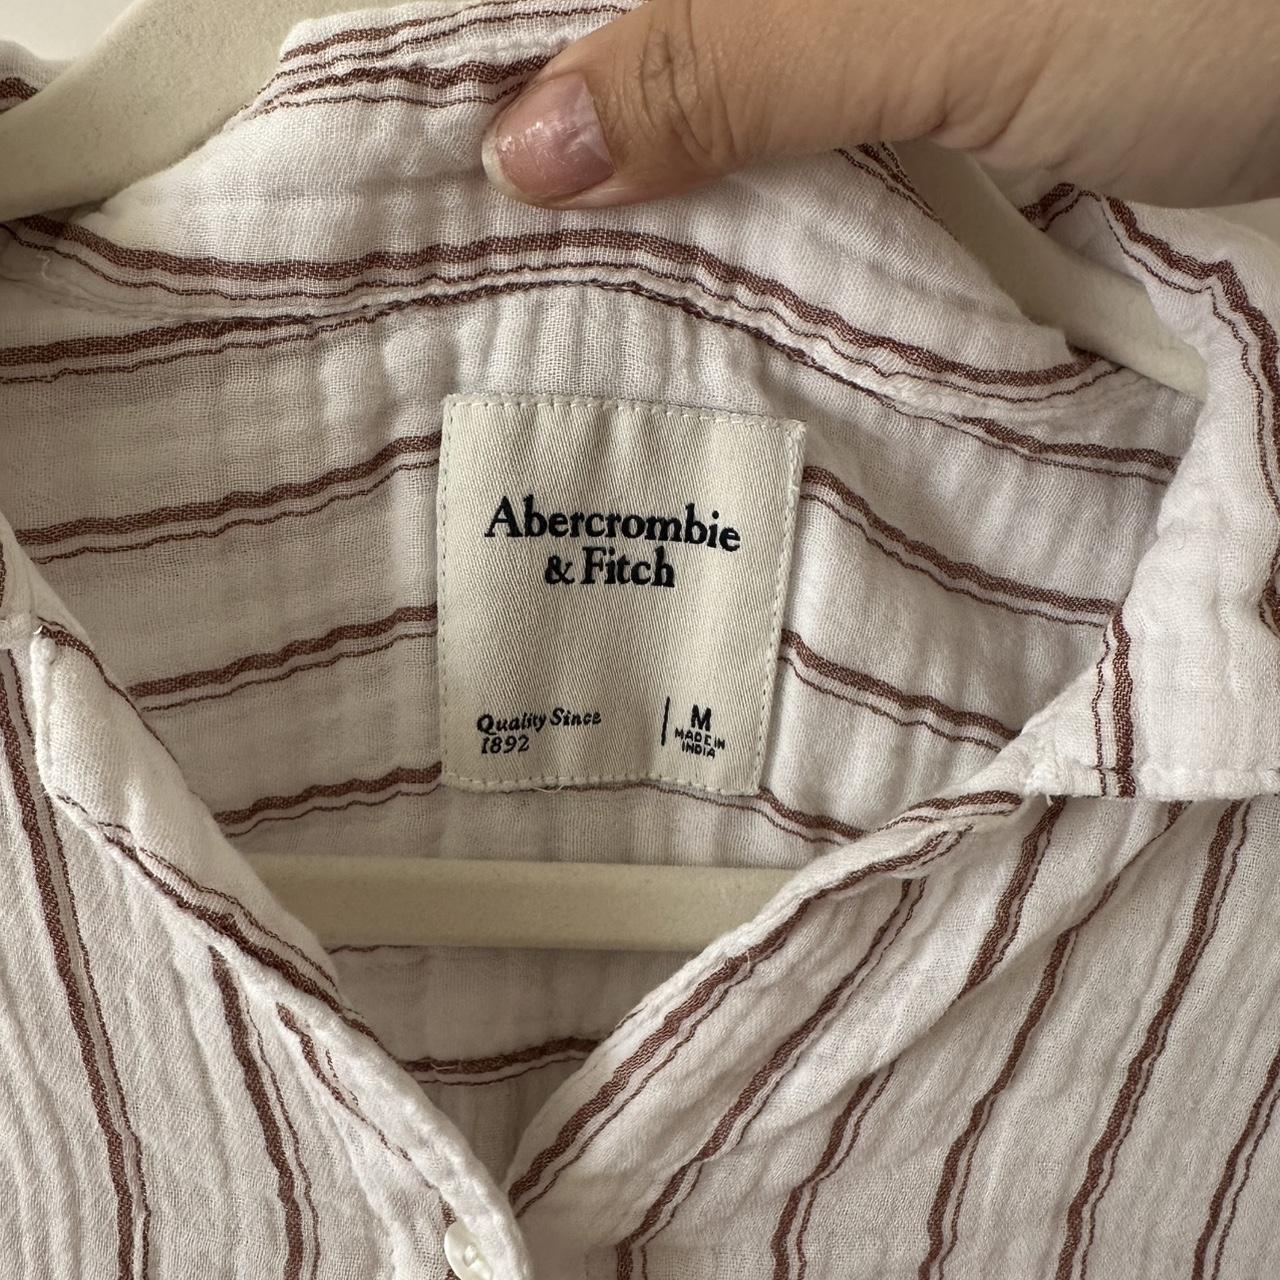 Abercrombie
& Fitch
Quality Since
1892
M
MADE IN
INDIA